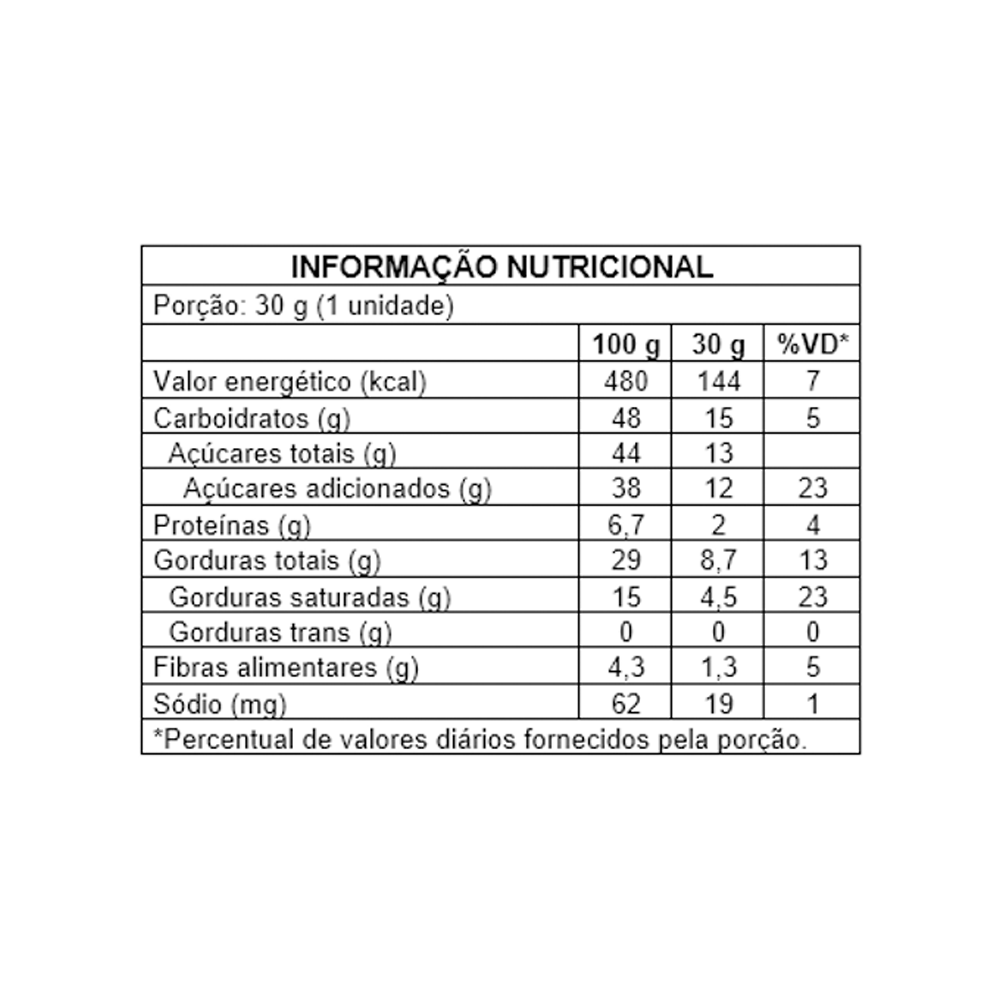 INFORMAÇÃO NUTRICIONAL
Porção: 30 g (1 unidade)
100 g 30 g %VD*
Valor energético (kcal) 480 144 7
Carboidratos (g) 48 15 5
Açúcares totais (g) 44 13
Açúcares adicionados (g) 38 12 23
Proteínas (g) 6,7 2 4
Gorduras totais (g) 29 8,7 13
Gorduras saturadas (g) 15 4,5 23
Gorduras trans (g) 0 0 0
Fibras alimentares (g) 4,3 1,3 5
Sódio (mg) 62 19 1
*Percentual de valores diários fornecidos pela porção.